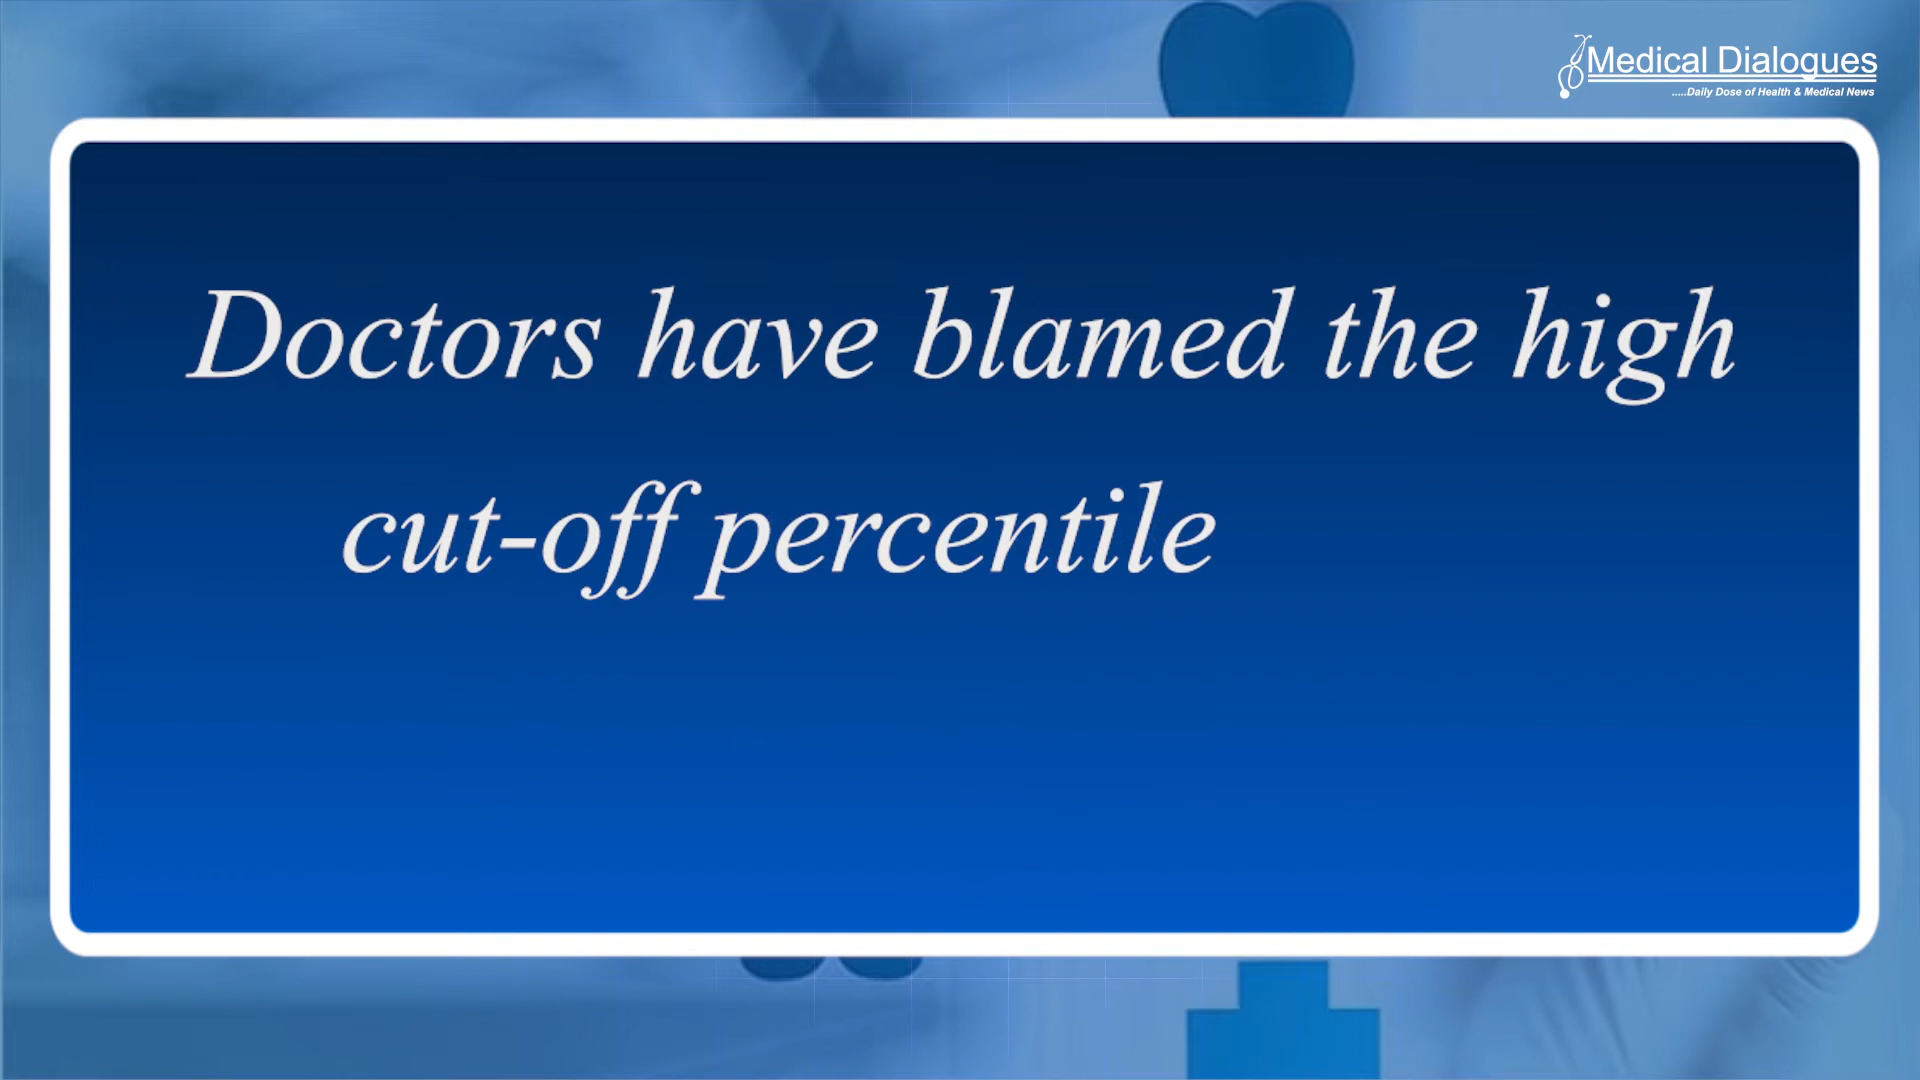 Medical Dialogues
.....Daily Dose of Health & Medical News
Doctors have blamed the high
cut-off percentile